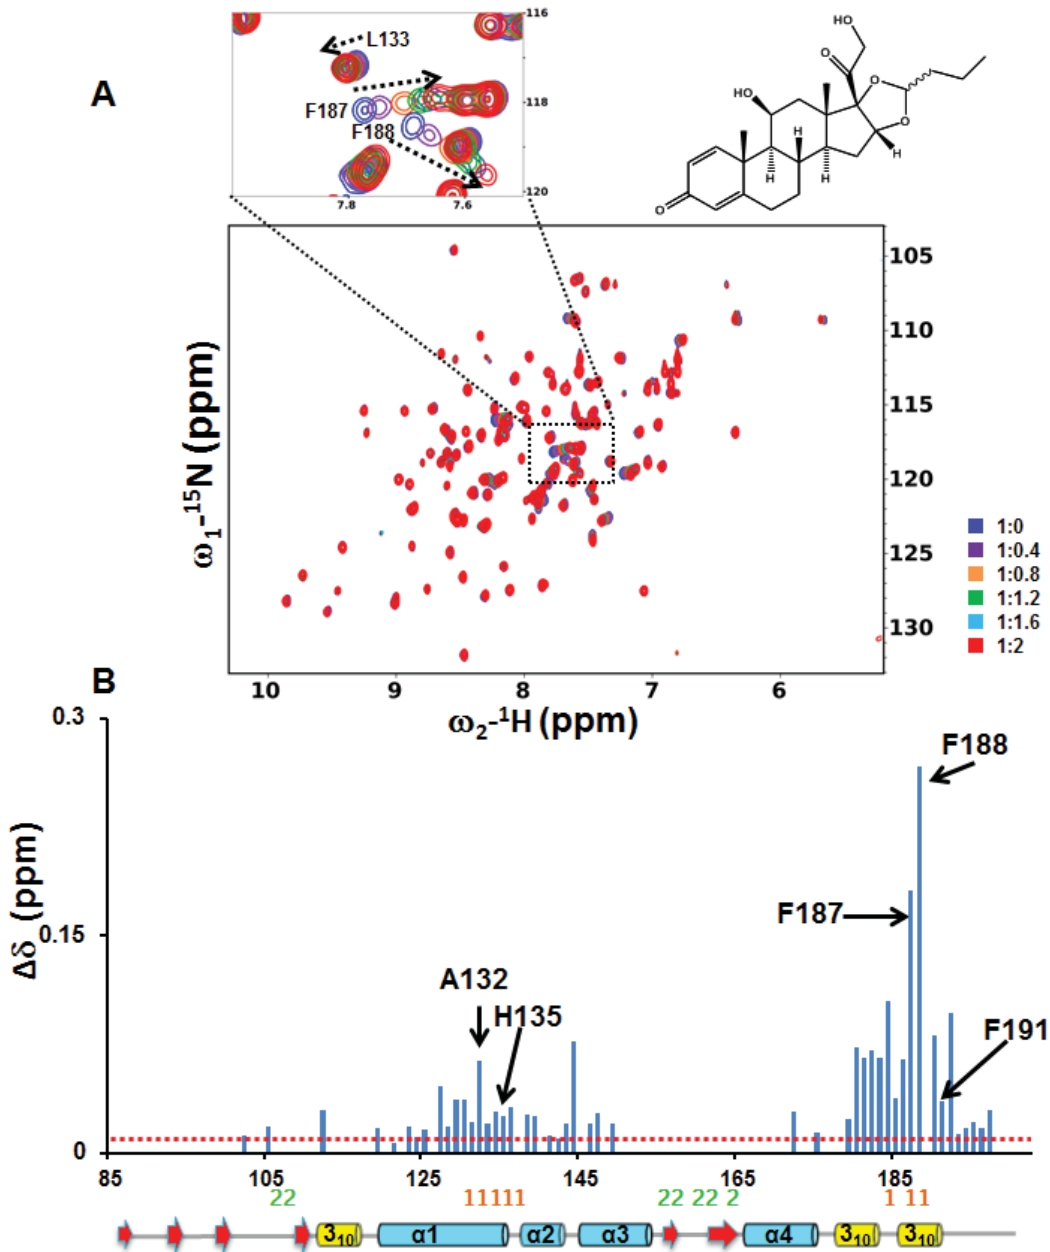 A
116
118
120
7.8
7.6
L133
F187
F188
HO
O
O
HO
O
H
H
H
H
O
105
110
115
120
125
130
ω1-15N (ppm)
10 9 8 7 6
ω2-1H (ppm)
1:0
1:0.4
1:0.8
1:1.2
1:1.6
1:2
B
0.3
0.15
0
Δδ (ppm)
A132
H135
F187
F188
F191
85 105 125 145 165 185
22 11111 22 22 2 1 11
310 α1 α2 α3 α4 310 310